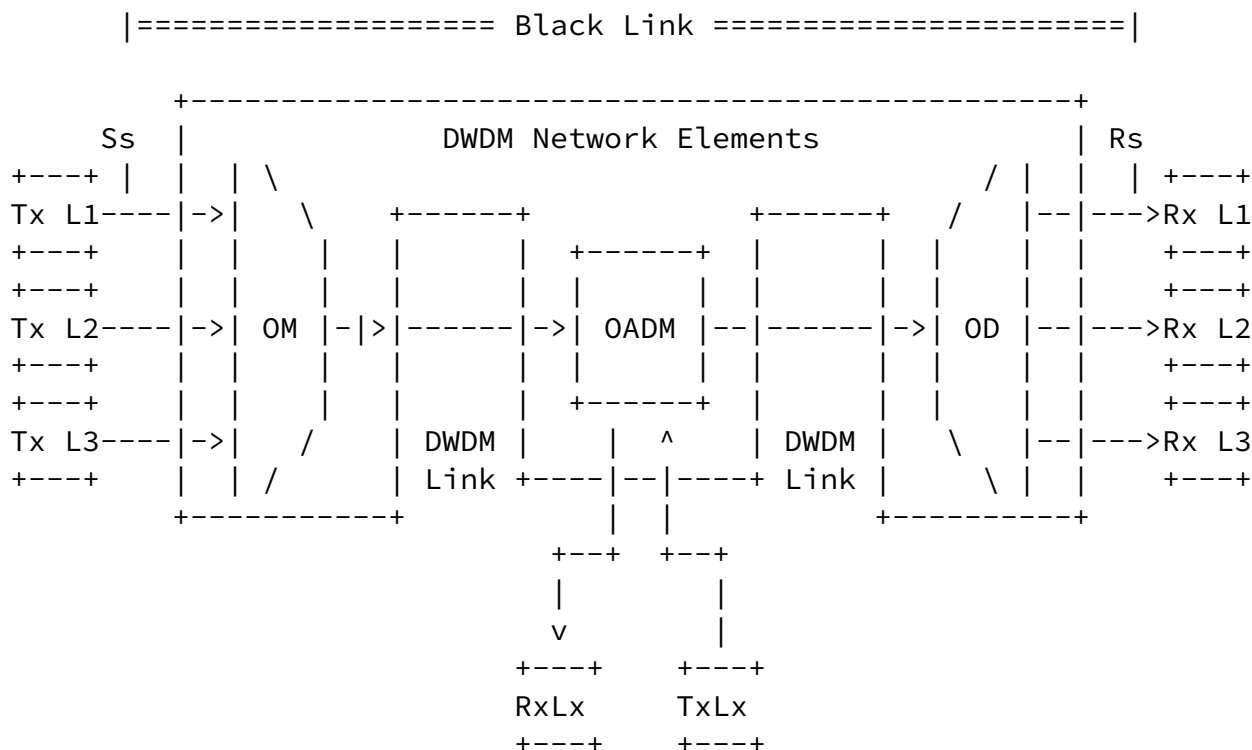 |==================== Black Link =======================|
+-------------------------------------------------+
Ss | DWDM Network Elements | Rs
+---+ | | | \ / | | | +---+
Tx L1----|->| \ +------+ +------+ / |--|--->Rx L1
+---+ | | | | | +------+ | | | | | +---+
+---+ | | | | | | | | | | | | +---+
Tx L2----|->| OM |-|>|------|->| OADM |--|------|->| OD |--|--->Rx L2
+---+ | | | | | | | | | | | | +---+
+---+ | | | | | +------+ | | | | | +---+
Tx L3----|->| / | DWDM | | ^ | DWDM | \ |--|--->Rx L3
+---+ | | / | Link +----|--|----+ Link | \ | | +---+
+-----------+ | | +----------+
+--+ +--+
| |
v |
+---+ +---+
RxLx TxLx
+---+ +---+